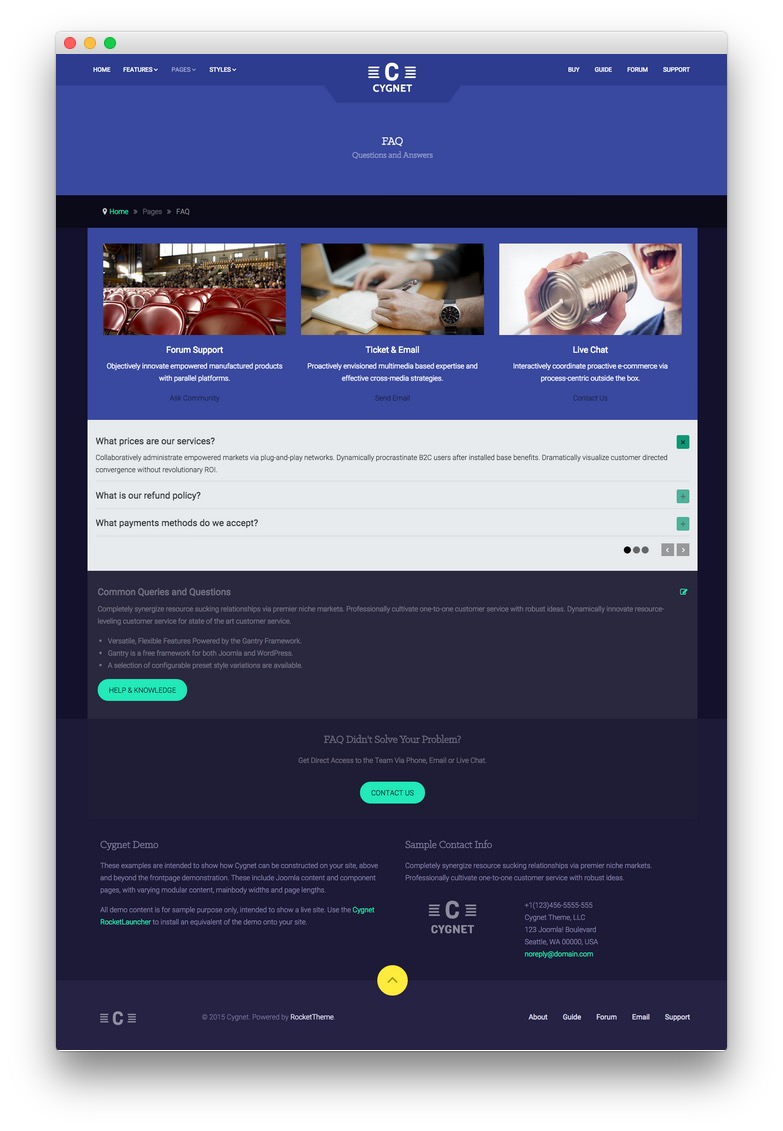 HOME FEATURES PAGES STYLES
C
CYGNET
BUY GUIDE FORUM SUPPORT
FAQ
Questions and Answers
Home » Pages » FAQ
Forum Support
Objectively innovate empowered manufactured products
with parallel platforms.
Ask Community
Ticket & Email
Proactively envisioned multimedia based expertise and
effective cross-media strategies.
Send Email
Live Chat
Interactively coordinate proactive e-commerce via
process-centric outside the box.
Contact Us
What prices are our services?
Collaboratively administrate empowered markets via plug-and-play networks. Dynamically procrastinate B2C users after installed base benefits. Dramatically visualize customer directed
convergence without revolutionary ROI.
What is our refund policy?
What payments methods do we accept?
Common Queries and Questions
Completely synergize resource sucking relationships via premier niche markets. Professionally cultivate one-to-one customer service with robust ideas. Dynamically innovate resource-
leveling customer service for state of the art customer service.
• Versatile, Flexible Features Powered by the Gantry Framework.
• Gantry is a free framework for both Joomla and WordPress.
• A selection of configurable preset style variations are available.
HELP & KNOWLEDGE
FAQ Didn't Solve Your Problem?
Get Direct Access to the Team Via Phone, Email or Live Chat.
CONTACT US
Cygnet Demo
These examples are intended to show how Cygnet can be constructed on your site, above
and beyond the frontpage demonstration. These include Joomla content and component
pages, with varying modular content, mainbody widths and page lengths.
All demo content is for sample purpose only, intended to show a live site. Use the Cygnet
RocketLauncher to install an equivalent of the demo onto your site.
Sample Contact Info
Completely synergize resource sucking relationships via premier niche markets.
Professionally cultivate one-to-one customer service with robust ideas.
C
CYGNET
+1(123)456-5555-555
Cygnet Theme, LLC
123 Joomla! Boulevard
Seattle, WA 00000, USA
noreply@domain.com
C
© 2015 Cygnet. Powered by RocketTheme
About Guide Forum Email Support